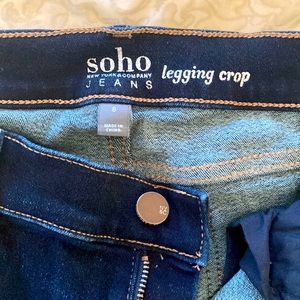 soho legging crop
NEW YORK & COMPANY
JEANS
MADE IN
CHINA